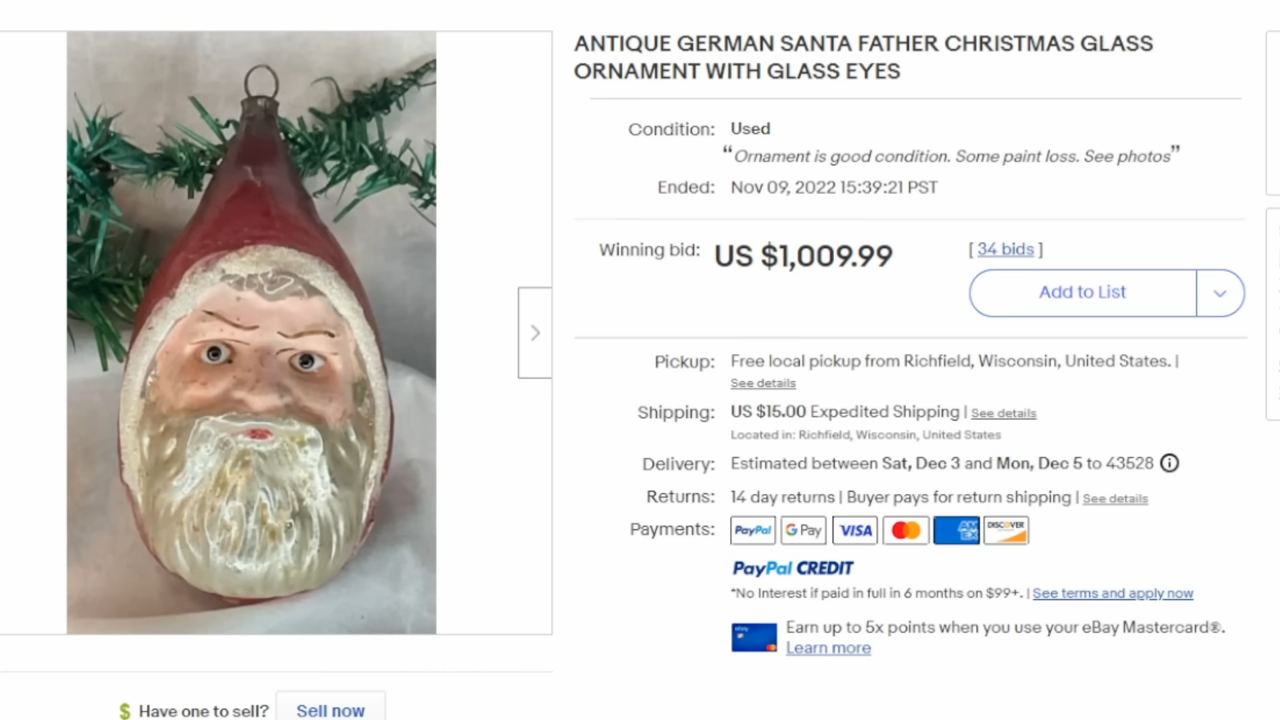 ANTIQUE GERMAN SANTA FATHER CHRISTMAS GLASS
ORNAMENT WITH GLASS EYES
Condition: Used
“Ornament is good condition. Some paint loss. See photos”
Ended: Nov 09, 2022 15:39:21 PST
Winning bid: US $1,009.99 [ 34 bids ]
Add to List
Pickup: Free local pickup from Richfield, Wisconsin, United States. |
See details
Shipping: US $15.00 Expedited Shipping | See details
Located in: Richfield, Wisconsin, United States
Delivery: Estimated between Sat, Dec 3 and Mon, Dec 5 to 43528
Returns: 14 day returns | Buyer pays for return shipping | See details
Payments: PayPal G Pay VISA AM EX DISCOVER
PayPal CREDIT
*No Interest if paid in full in 6 months on $99+. | See terms and apply now
Earn up to 5x points when you use your eBay Mastercard®.
Learn more
$ Have one to sell? Sell now